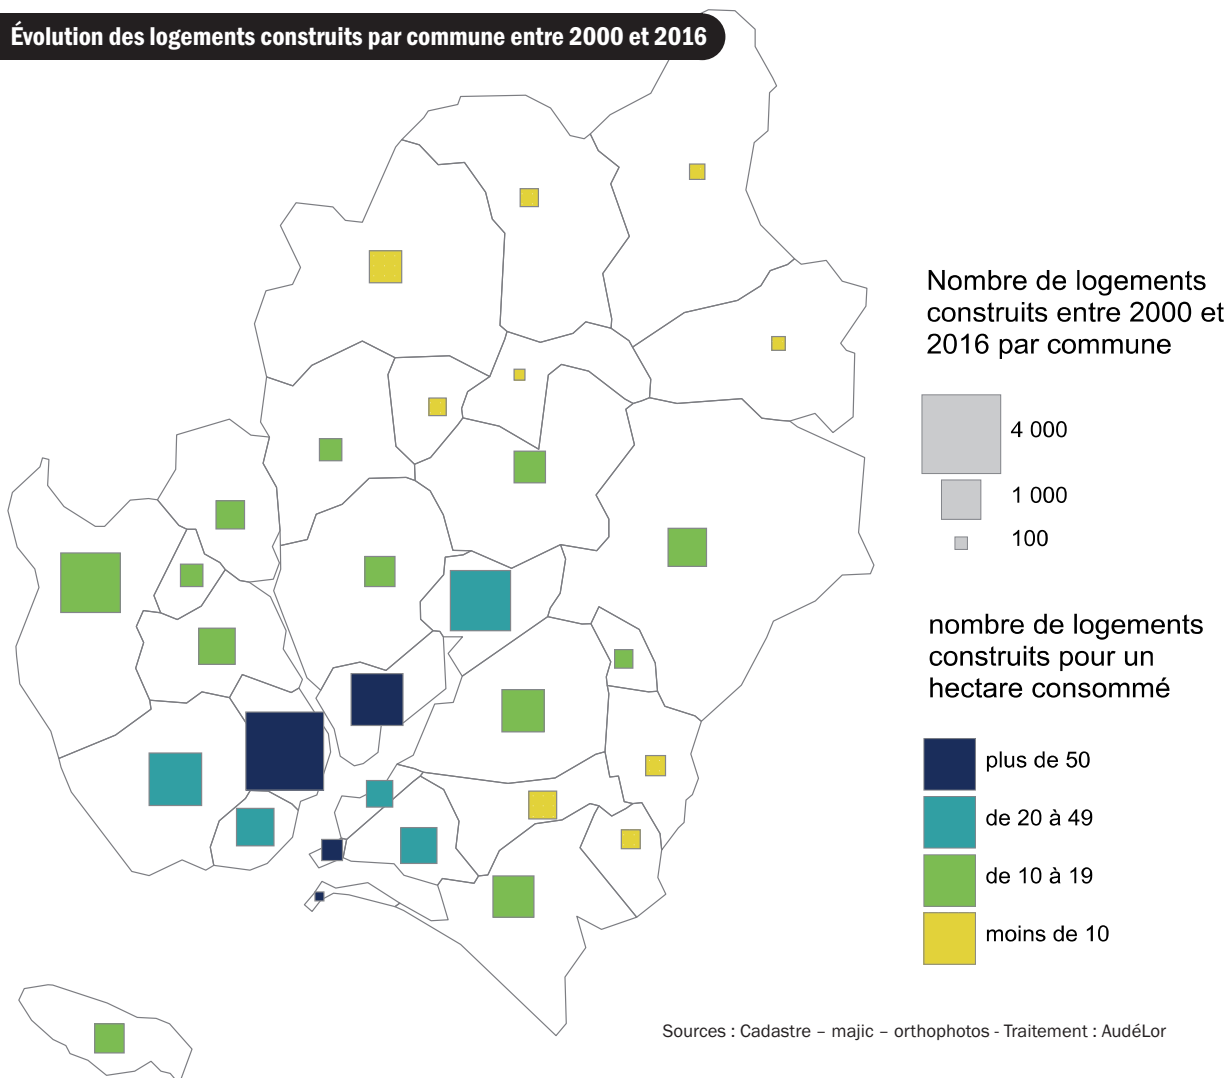 Évolution des logements construits par commune entre 2000 et 2016
Nombre de logements
construits entre 2000 et
2016 par commune
4 000
1 000
100
nombre de logements
construits pour un
hectare consommé
plus de 50
de 20 à 49
de 10 à 19
moins de 10
Sources : Cadastre – majic – orthophotos - Traitement : AudéLor